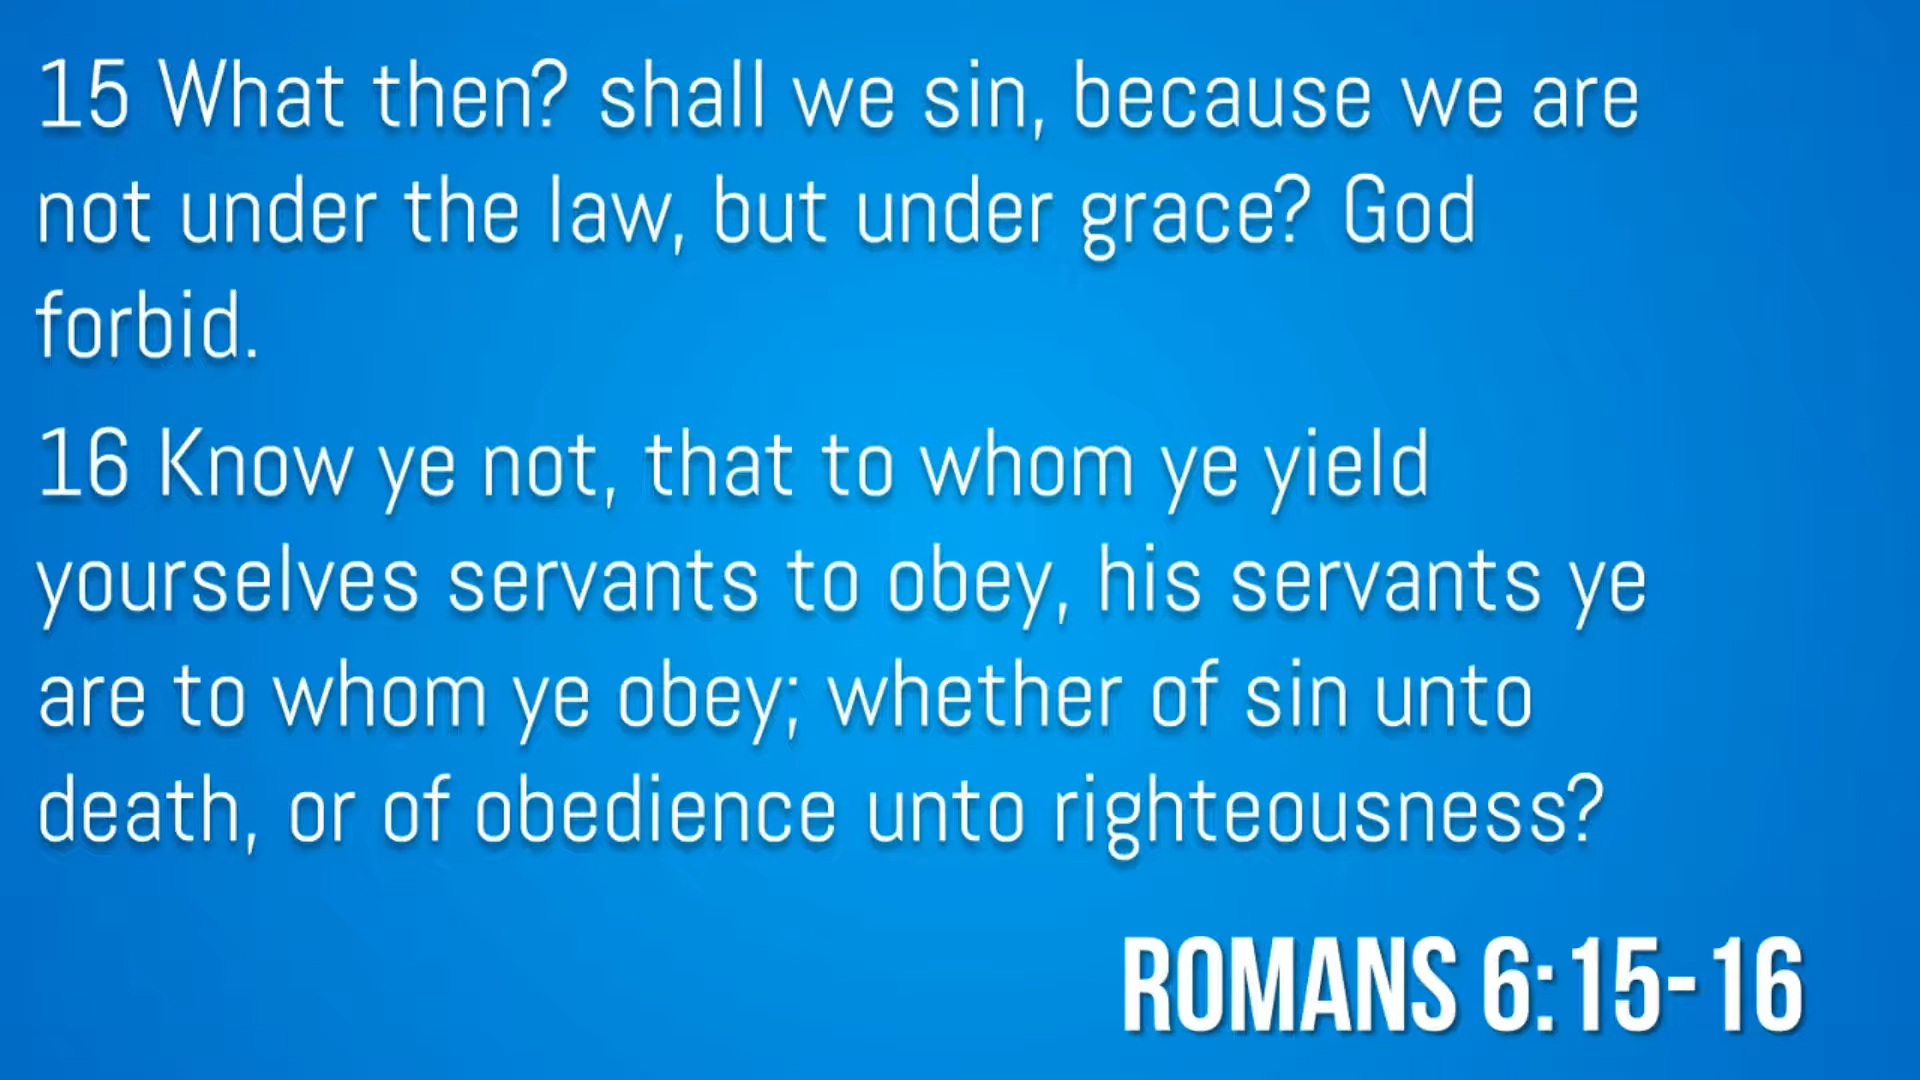 15 What then? shall we sin, because we are
not under the law, but under grace? God
forbid.
16 Know ye not, that to whom ye yield
yourselves servants to obey, his servants ye
are to whom ye obey; whether of sin unto
death, or of obedience unto righteousness?
ROMANS 6:15-16